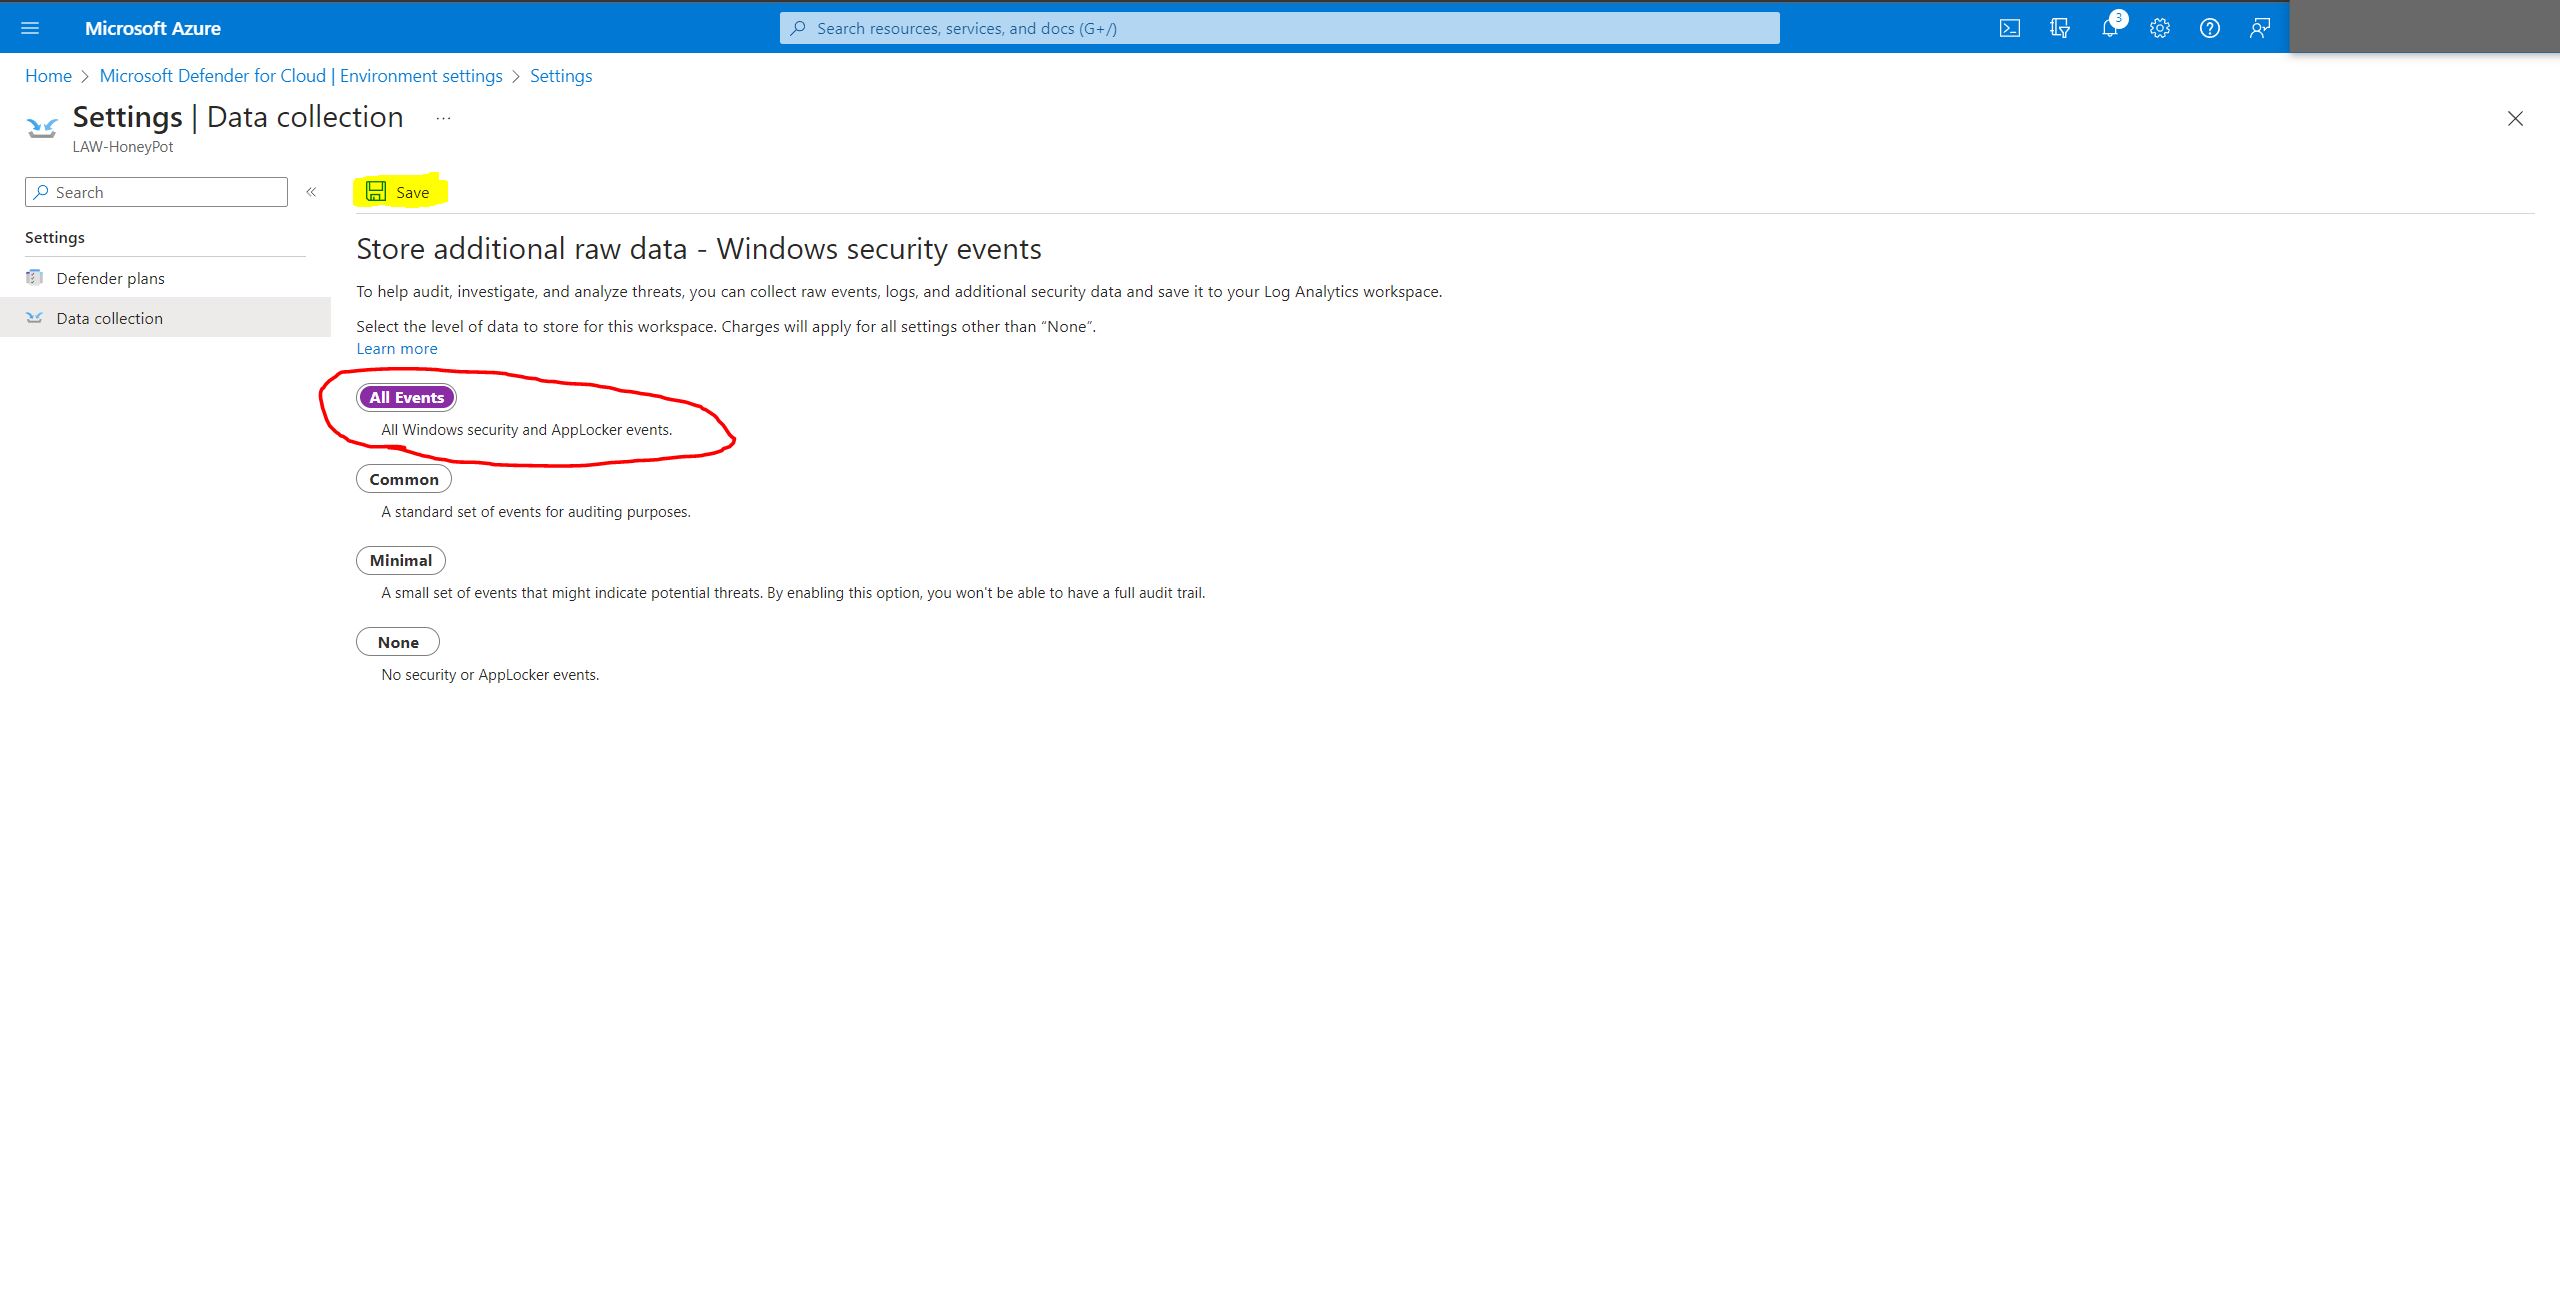 Microsoft Azure
Search resources, services, and docs (G+/)
3
Home > Microsoft Defender for Cloud | Environment settings > Settings
Settings | Data collection ...
LAW-HoneyPot
Search «
Save
Settings
Defender plans
Data collection
Store additional raw data - Windows security events
To help audit, investigate, and analyze threats, you can collect raw events, logs, and additional security data and save it to your Log Analytics workspace.
Select the level of data to store for this workspace. Charges will apply for all settings other than “None”.
Learn more
All Events
All Windows security and AppLocker events.
Common
A standard set of events for auditing purposes.
Minimal
A small set of events that might indicate potential threats. By enabling this option, you won't be able to have a full audit trail.
None
No security or AppLocker events.